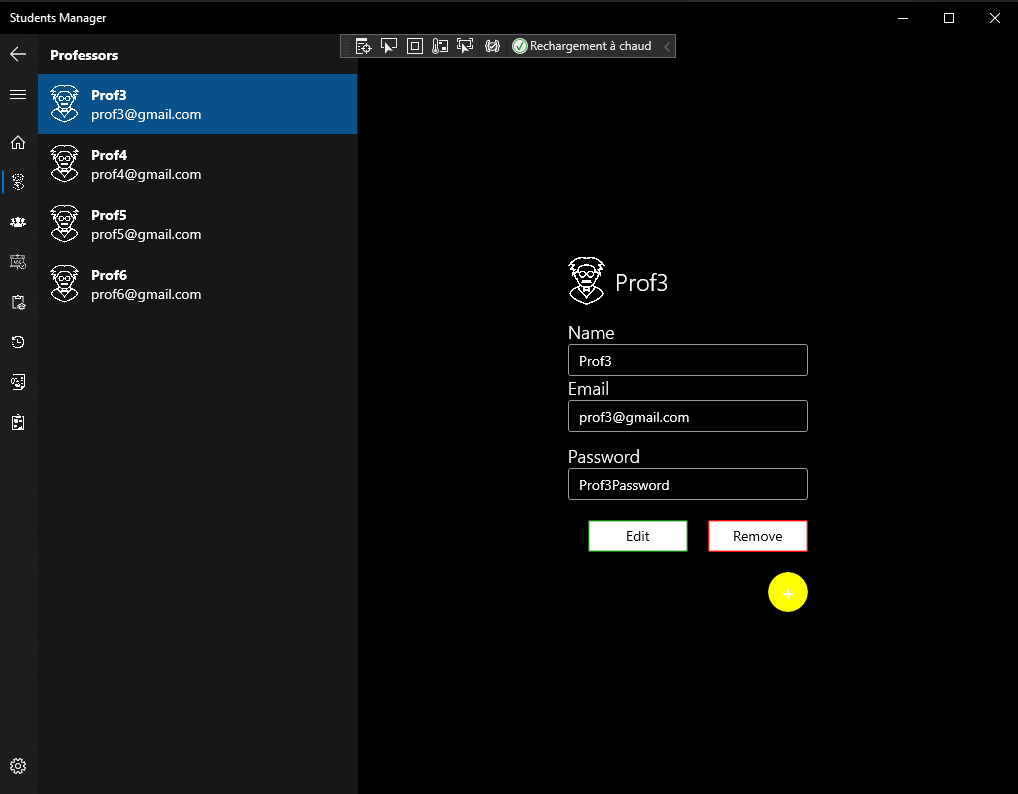 Students Manager
Professors
Rechargement à chaud
Prof3
prof3@gmail.com
Prof4
prof4@gmail.com
Prof5
prof5@gmail.com
Prof6
prof6@gmail.com
Prof3
Name
Prof3
Email
prof3@gmail.com
Password
Prof3Password
Edit
Remove
+